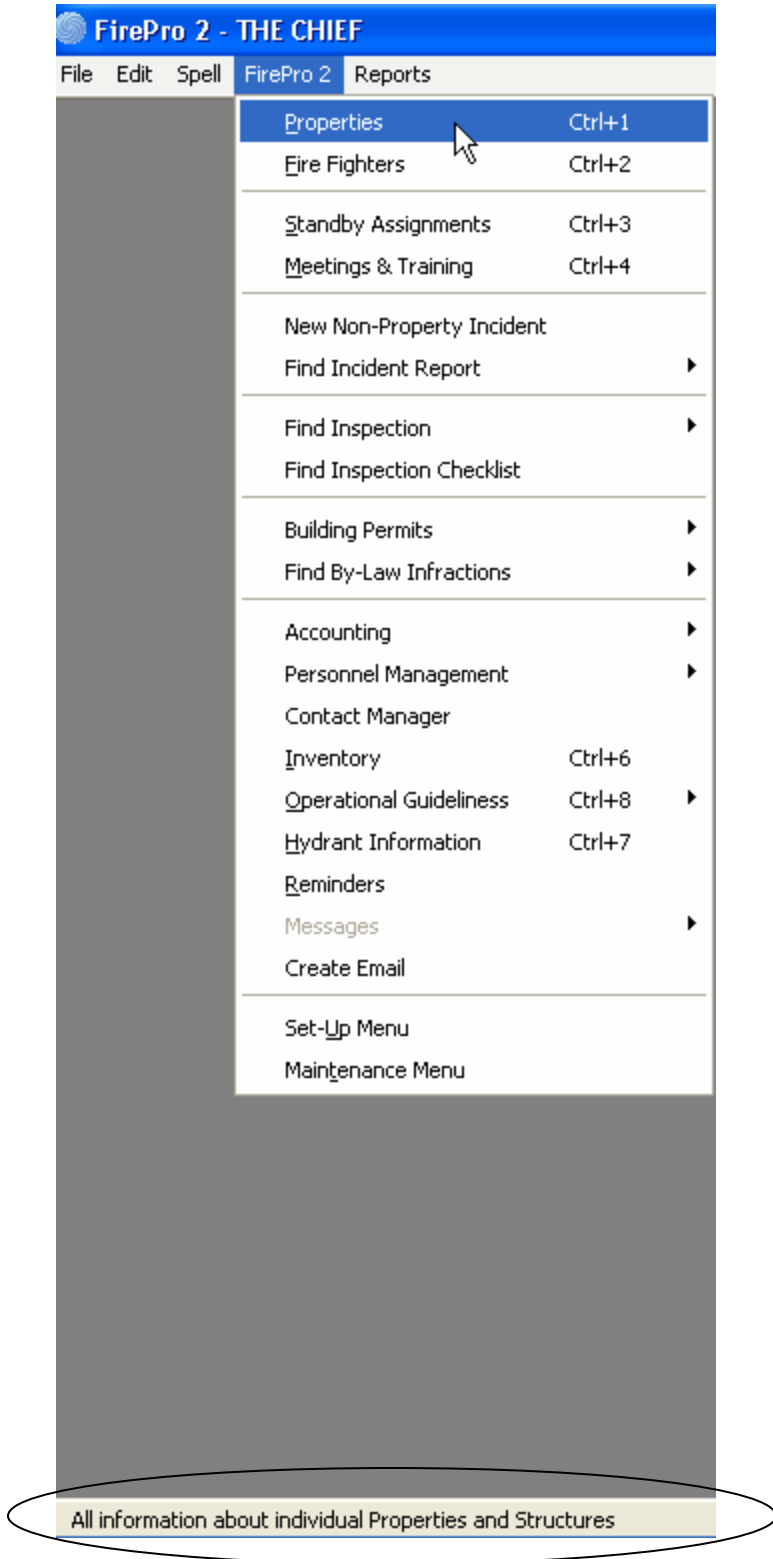 FirePro 2 - THE CHIEF
File Edit Spell FirePro 2 Reports
Properties Ctrl+1
Fire Fighters Ctrl+2
Standby Assignments Ctrl+3
Meetings & Training Ctrl+4
New Non-Property Incident
Find Incident Report
Find Inspection
Find Inspection Checklist
Building Permits
Find By-Law Infractions
Accounting
Personnel Management
Contact Manager
Inventory Ctrl+6
Operational Guideliness Ctrl+8
Hydrant Information Ctrl+7
Reminders
Messages
Create Email
Set-Up Menu
Maintenance Menu
All information about individual Properties and Structures